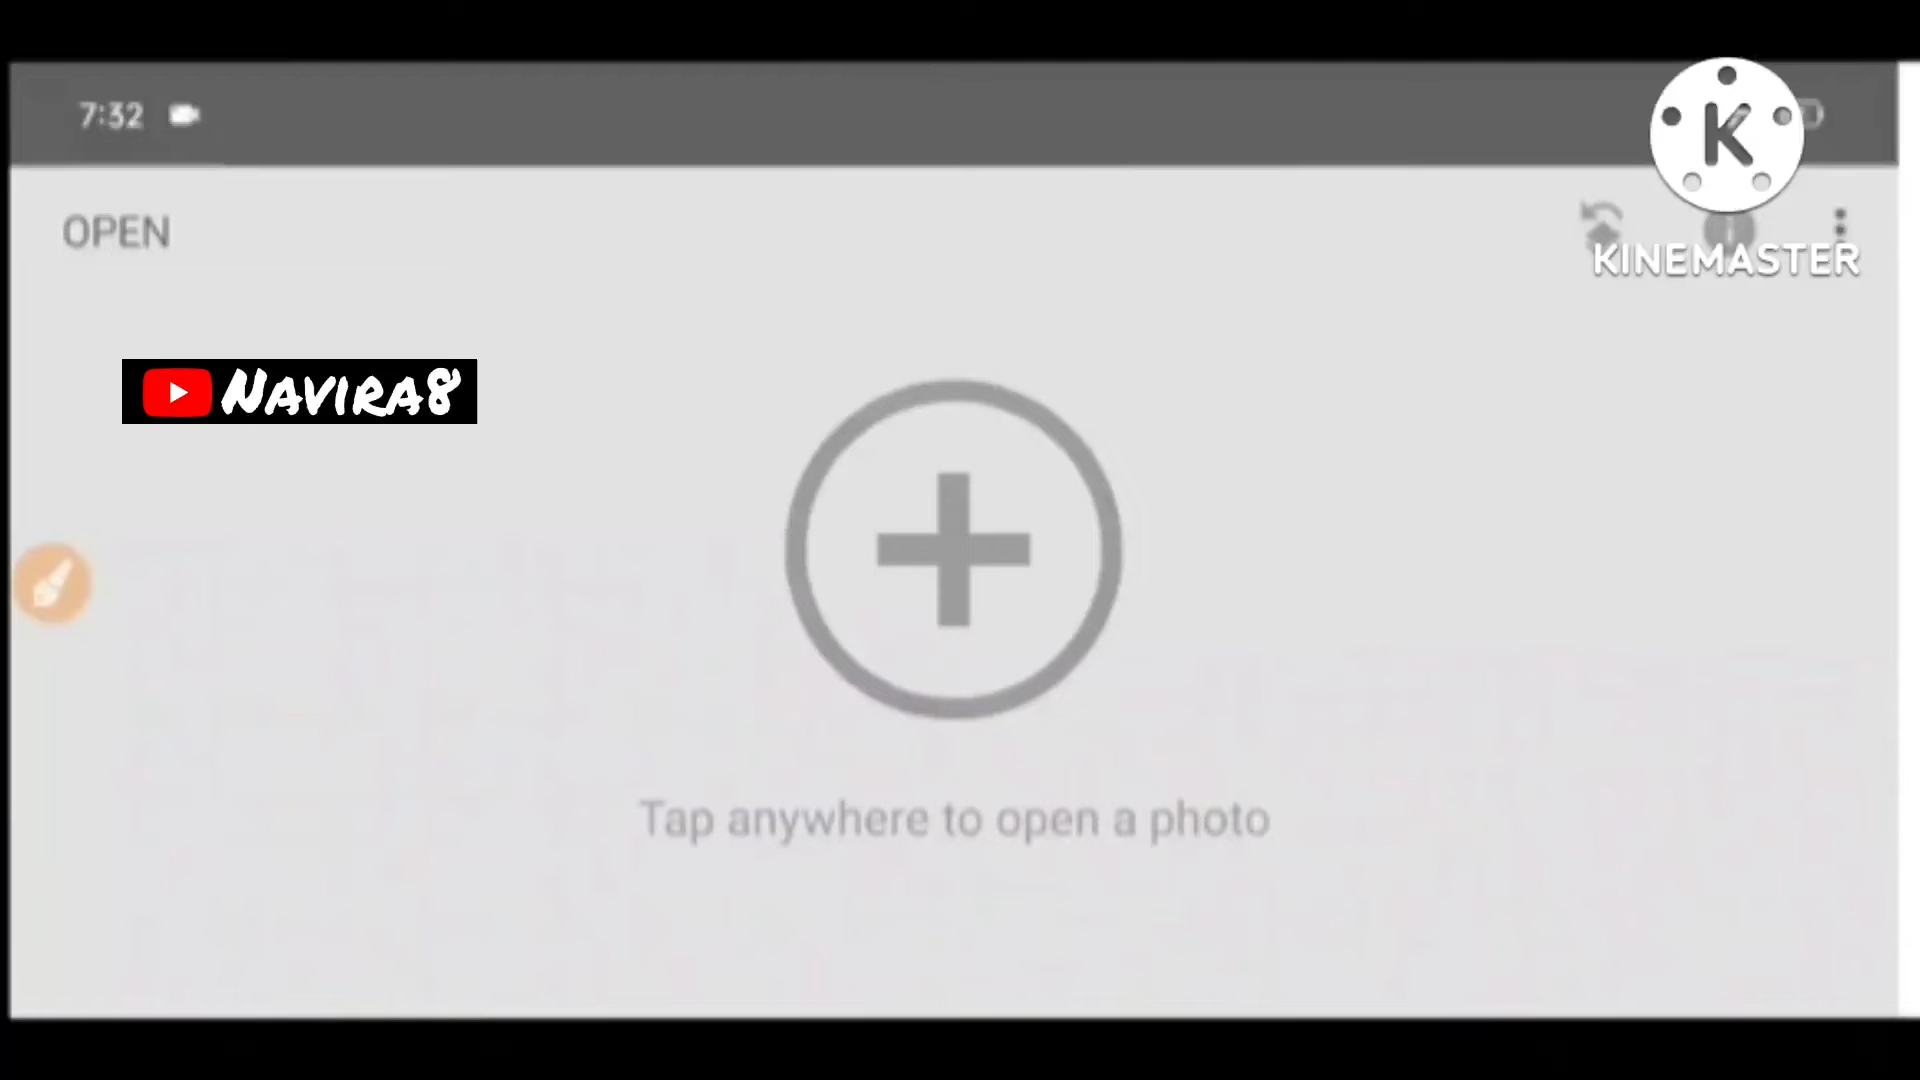 7:32
OPEN
K
KINEMASTER
NAVIRA8
Tap anywhere to open a photo